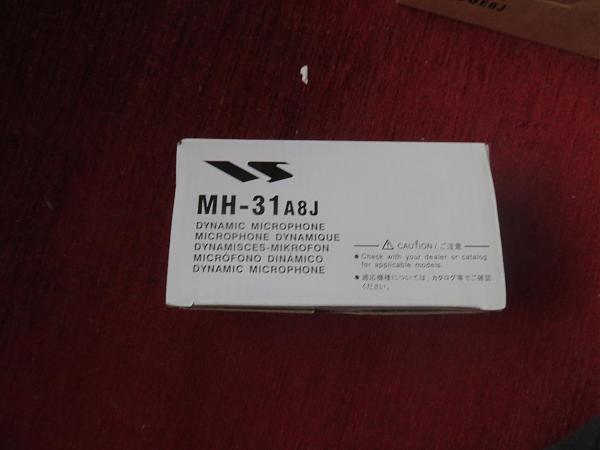 VS
MH-31A8J
DYNAMIC MICROPHONE
MICROPHONE DYNAMIQUE
DYNAMISCES-MIKROFON
MICRÓFONO DINÁMICO
DYNAMIC MICROPHONE
CAUTION / ご注意
● Check with your dealer or catalog
for applicable models.
● 適応機種については、カタログ等でご確認
ください。